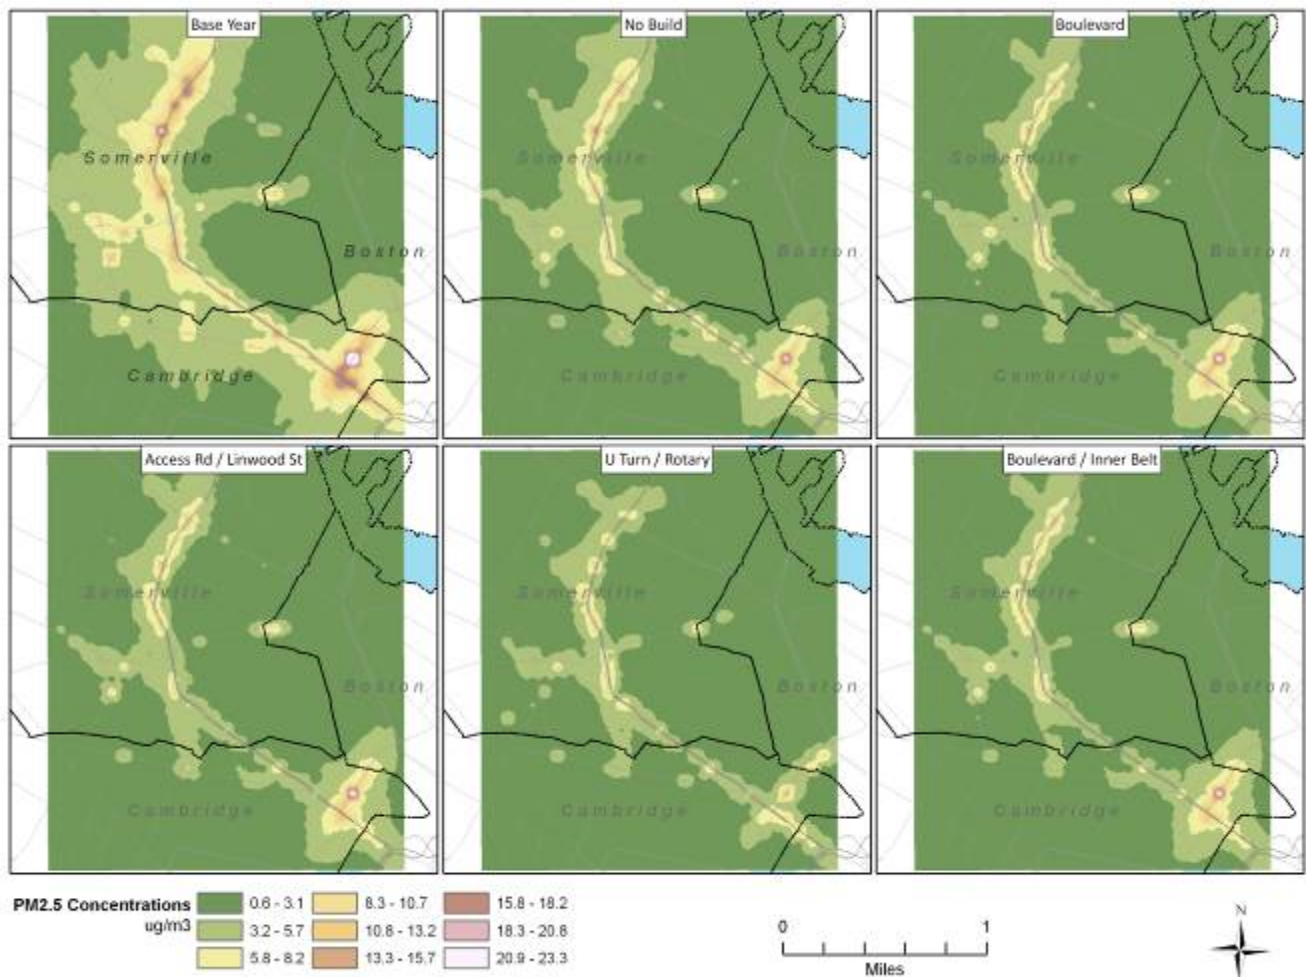 Base Year
No Build
Boulevard
Somerville
Somerville
Somerville
Boston
Boston
Boston
Cambridge
Cambridge
Cambridge
Access Rd / Linwood St
U Turn / Rotary
Boulevard / Inner Belt
Somerville
Somerville
Somerville
Boston
Boston
Boston
Cambridge
Cambridge
Cambridge
PM2.5 Concentrations
ug/m3
0.6 - 3.1
3.2 - 5.7
5.8 - 8.2
8.3 - 10.7
10.8 - 13.2
13.3 - 15.7
15.8 - 18.2
18.3 - 20.8
20.9 - 23.3
0 1
Miles
N